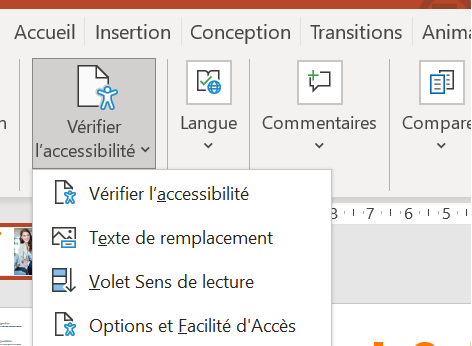 Accueil Insertion Conception Transitions Anima
n Vérifier l'accessibilité Langue Commentaires Compare
Vérifier l'accessibilité
Texte de remplacement
Volet Sens de lecture
Options et Facilité d'Accès
8 7 6 5